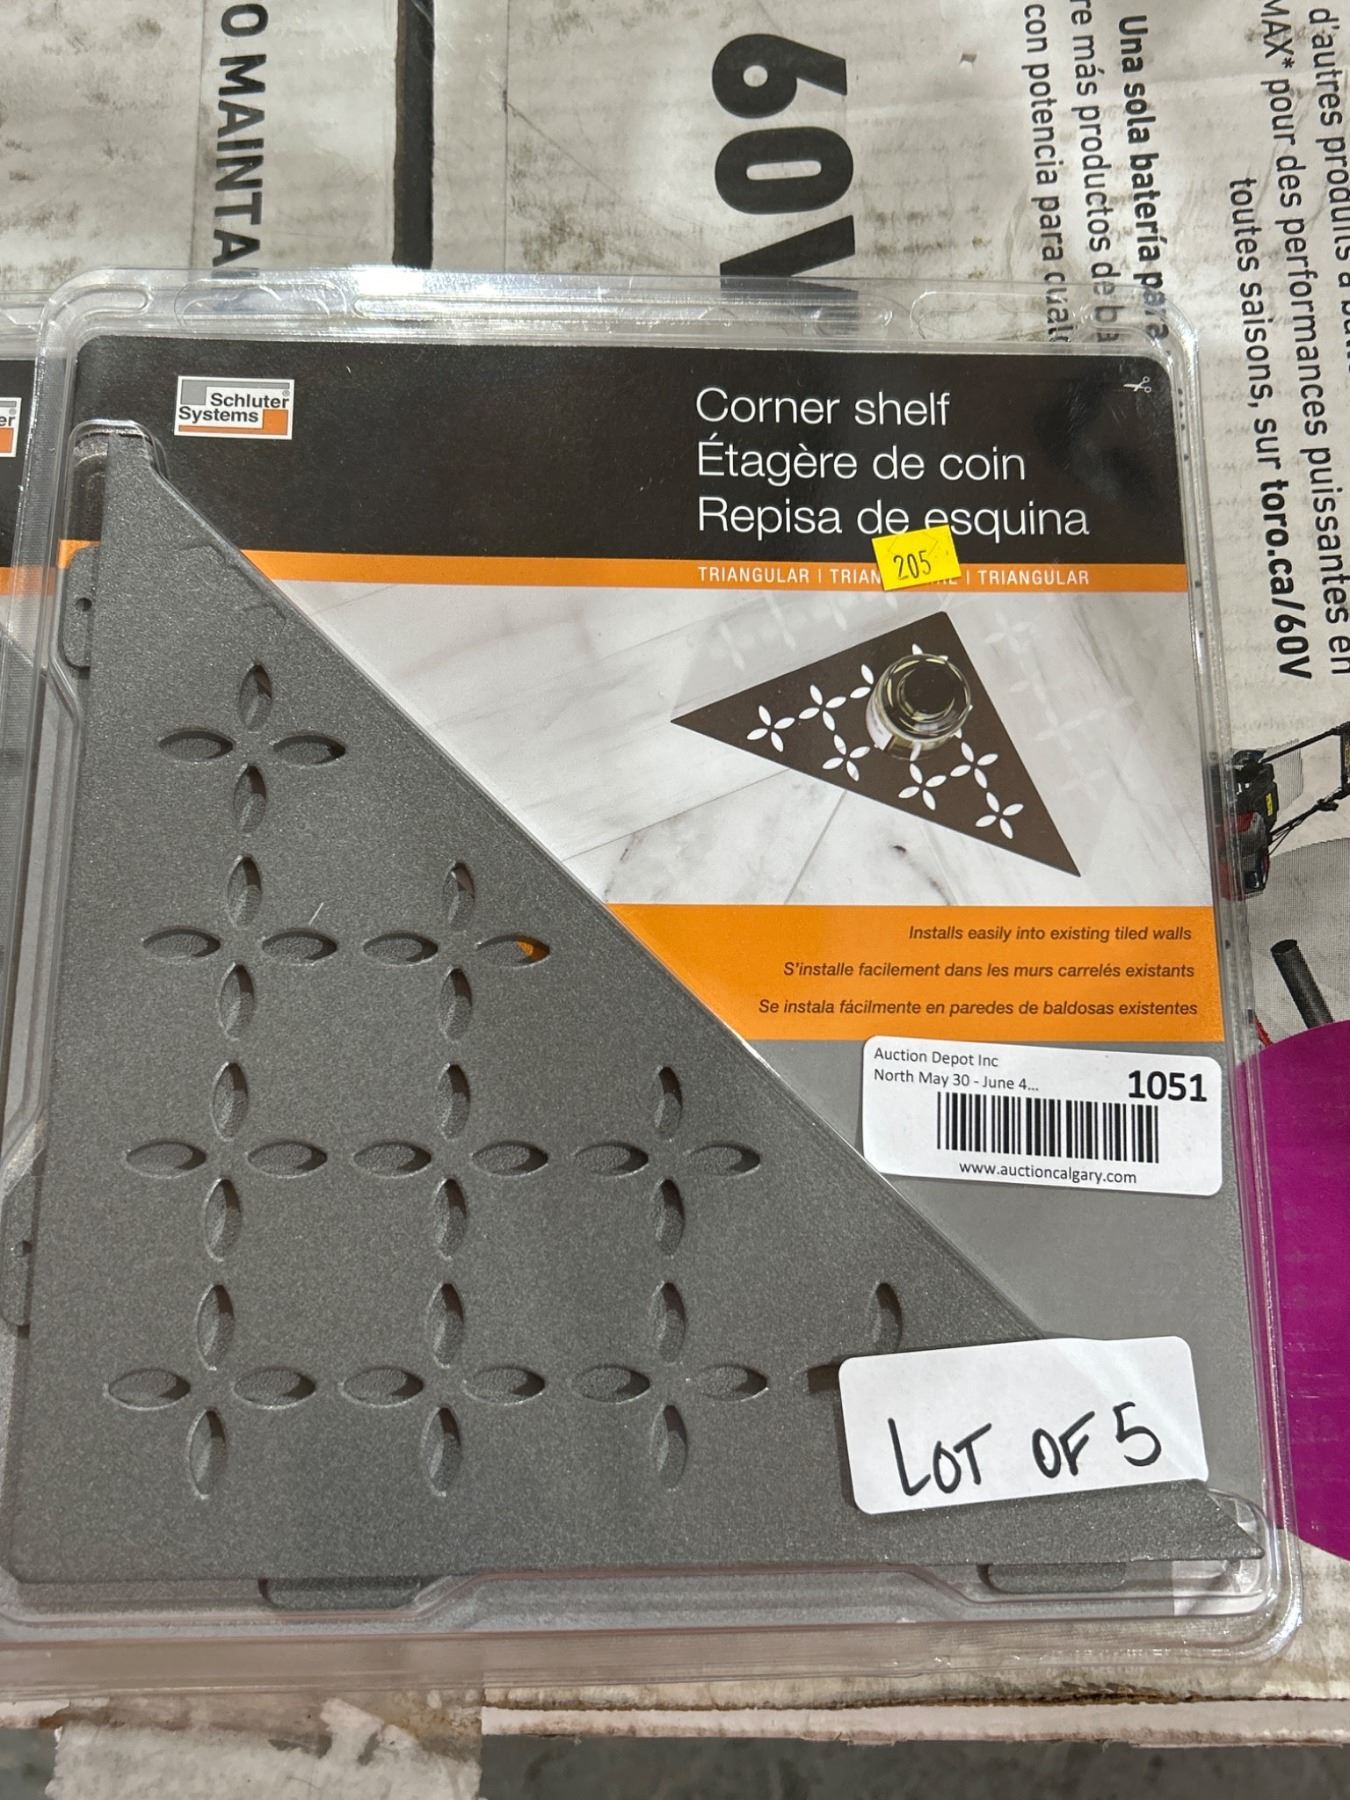 O MAINTA
60V
Una sola batería para
re más productos de ba
con potencia para cual
d'autres produits à
MAX* pour des performances puissantes en
toutes saisons, sur toro.ca/60V
er
Schluter®
Systems
Corner shelf
Étagère de coin
Repisa de esquina
205
TRIANGULAR | TRIAN | TRIANGULAR
Installs easily into existing tiled walls
S'installe facilement dans les murs carrelés existants
Se instala fácilmente en paredes de baldosas existentes
Auction Depot Inc
North May 30 - June 4...
1051
www.auctioncalgary.com
LOT OF 5